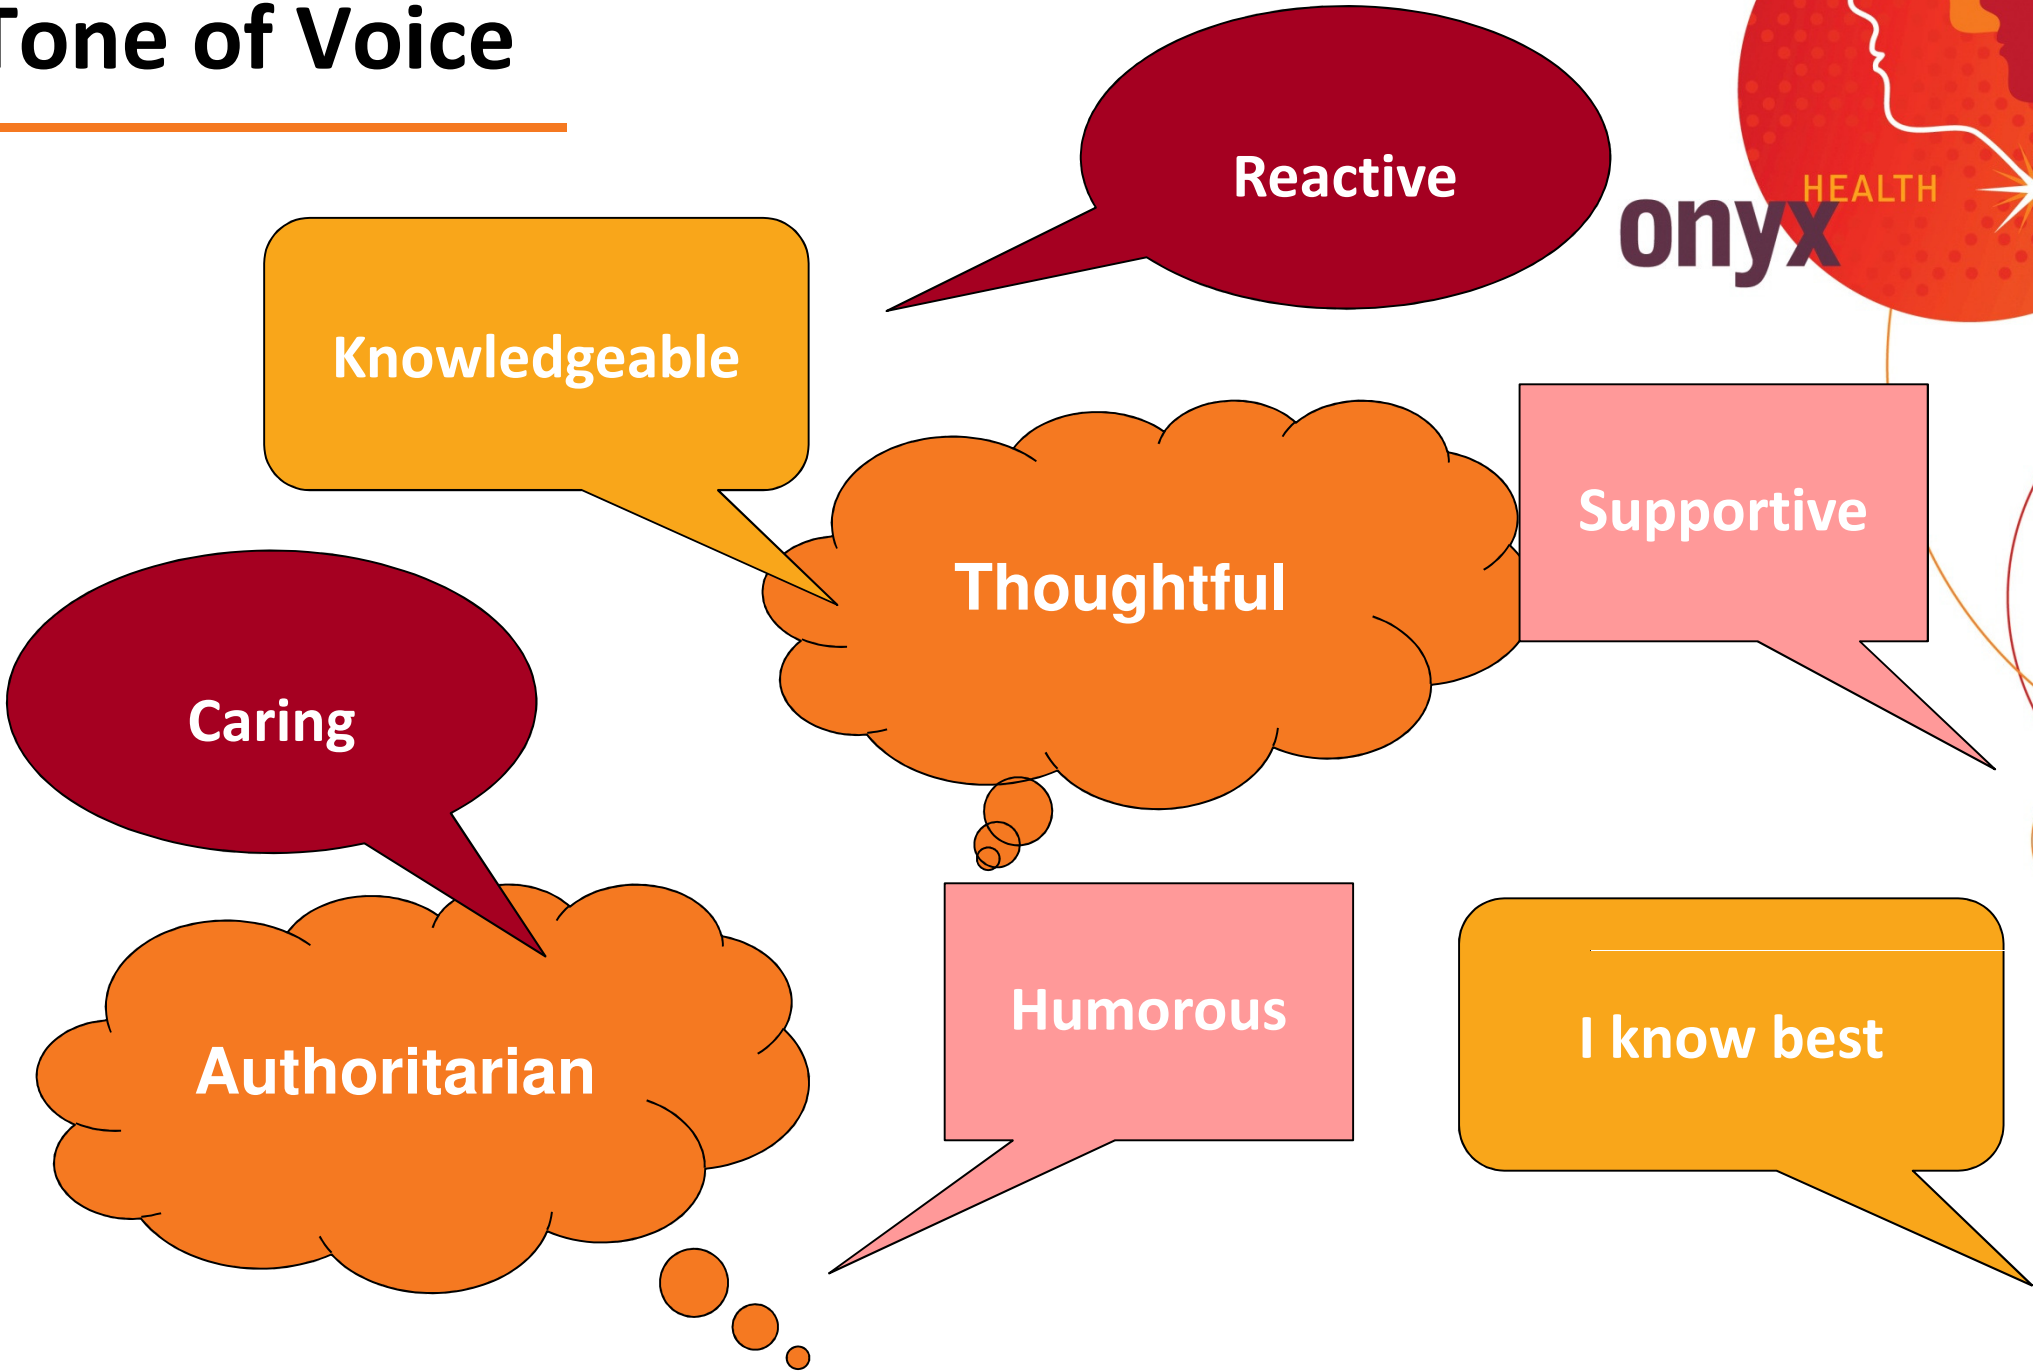 Tone of Voice
Reactive
HEALTH
onyx
Knowledgeable
Supportive
Thoughtful
Caring
Humorous
I know best
Authoritarian